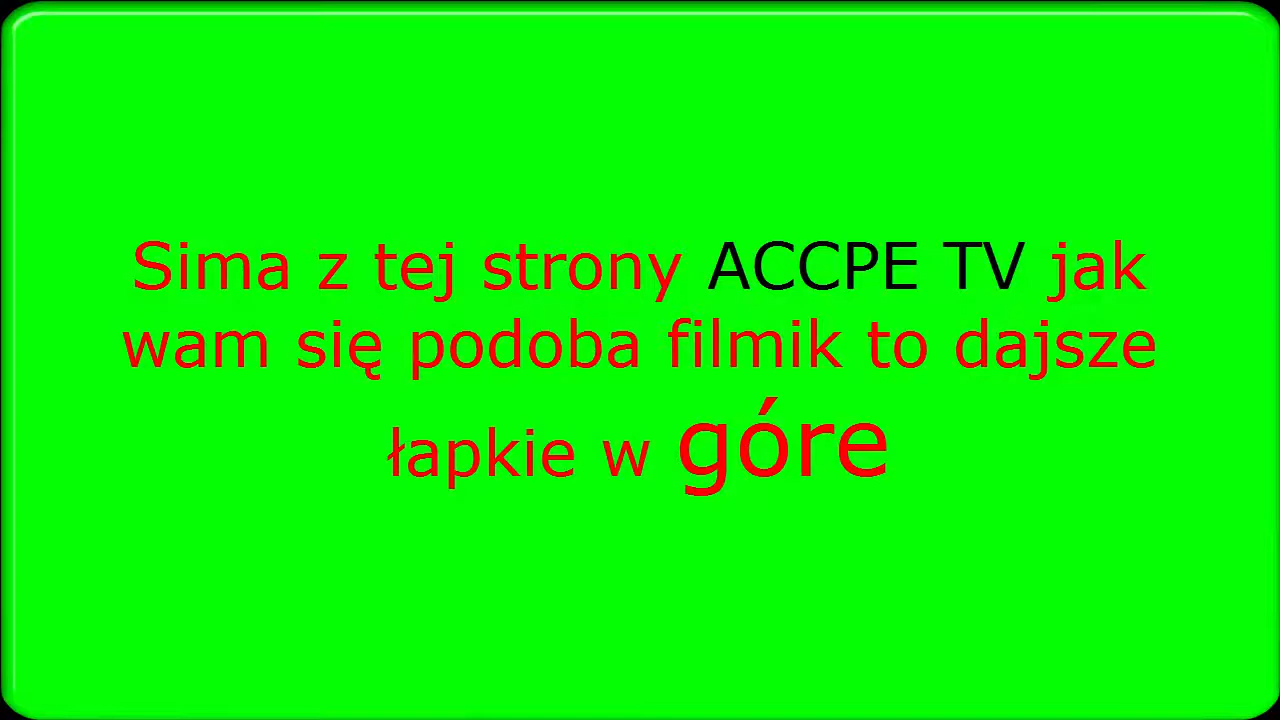 Sima z tej strony ACCPE TV jak
wam się podoba filmik to dajsze
łapkie w góre